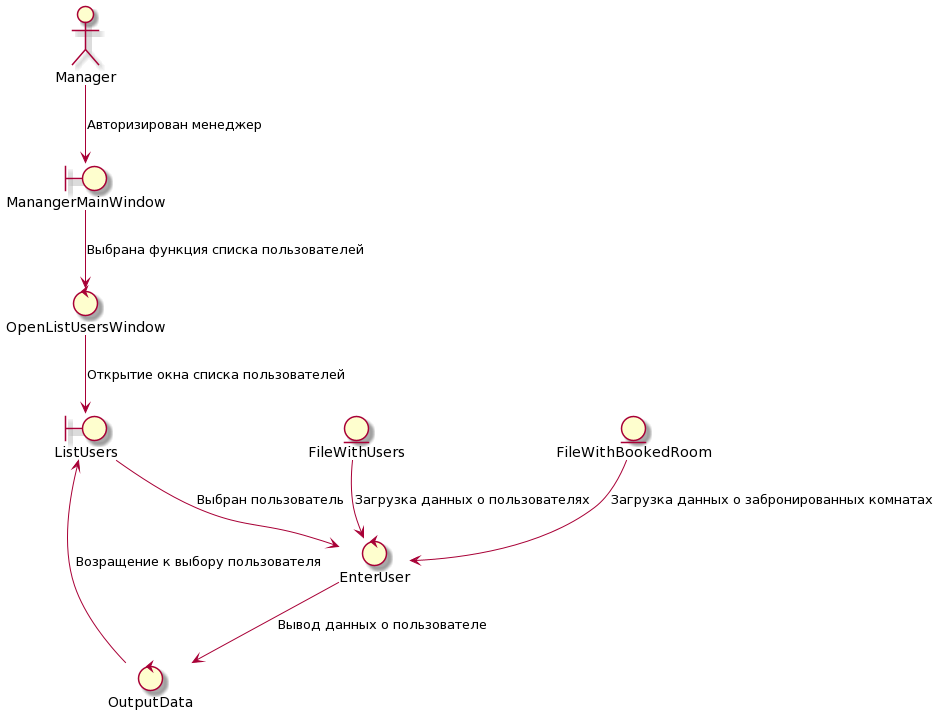 Manager
Авторизирован менеджер
ManangerMainWindow
Выбрана функция списка пользователей
OpenListUsersWindow
Открытие окна списка пользователей
ListUsers
FileWithUsers
FileWithBookedRoom
Выбран пользователь
Загрузка данных о пользователях
Загрузка данных о забронированных комнатах
Возращение к выбору пользователя
EnterUser
Вывод данных о пользователе
OutputData